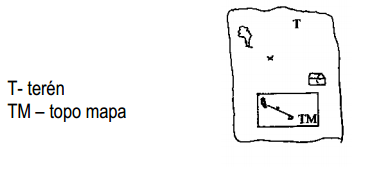 T
T- terén
TM – topo mapa
TM